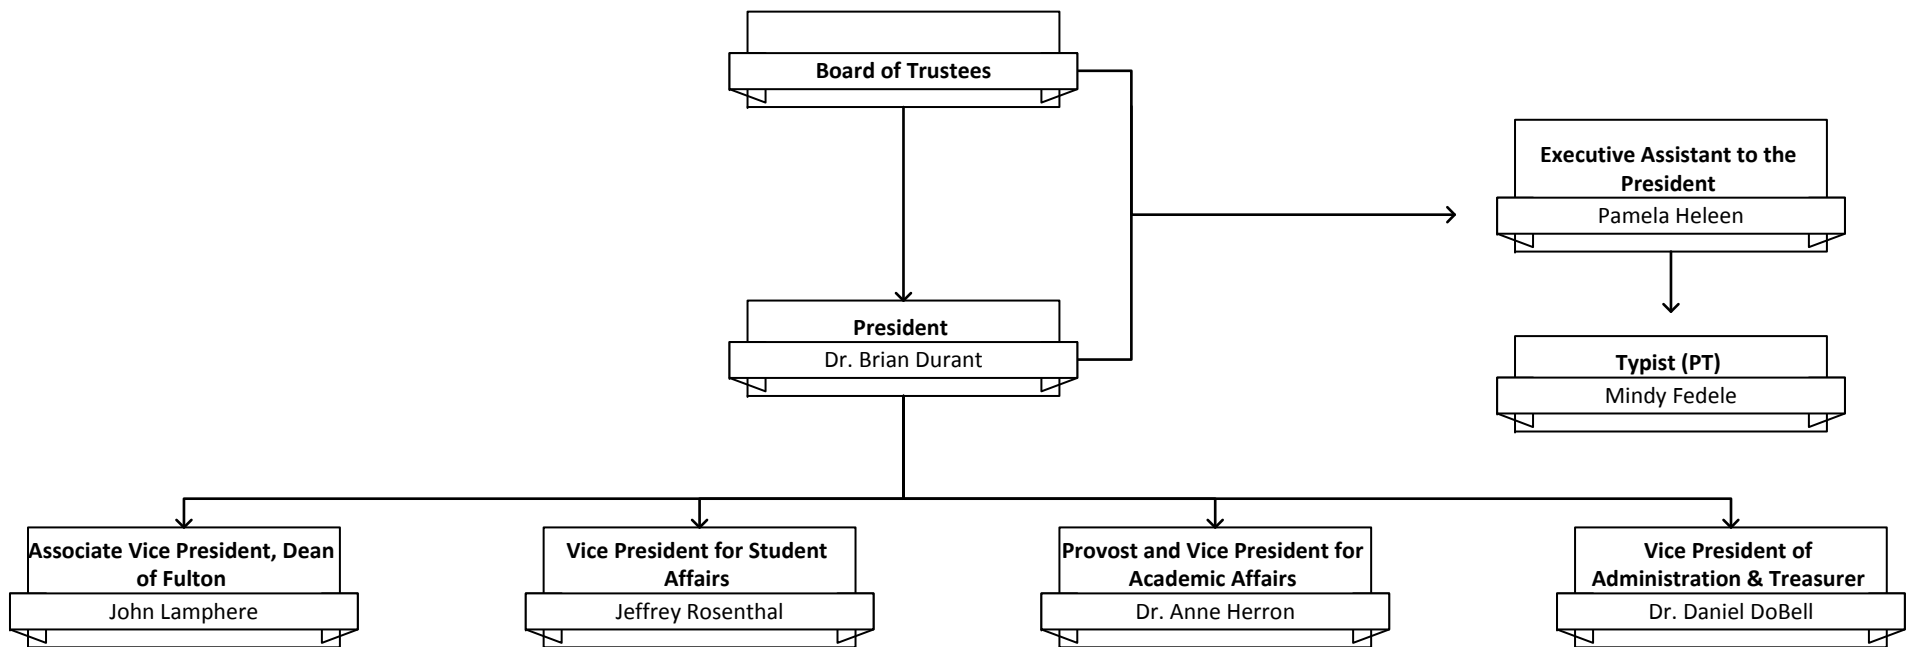 Board of Trustees
Executive Assistant to the
President
Pamela Heleen
President
Dr. Brian Durant
Typist (PT)
Mindy Fedele
Associate Vice President, Dean
of Fulton
John Lamphere
Vice President for Student
Affairs
Jeffrey Rosenthal
Provost and Vice President for
Academic Affairs
Dr. Anne Herron
Vice President of
Administration & Treasurer
Dr. Daniel DoBell